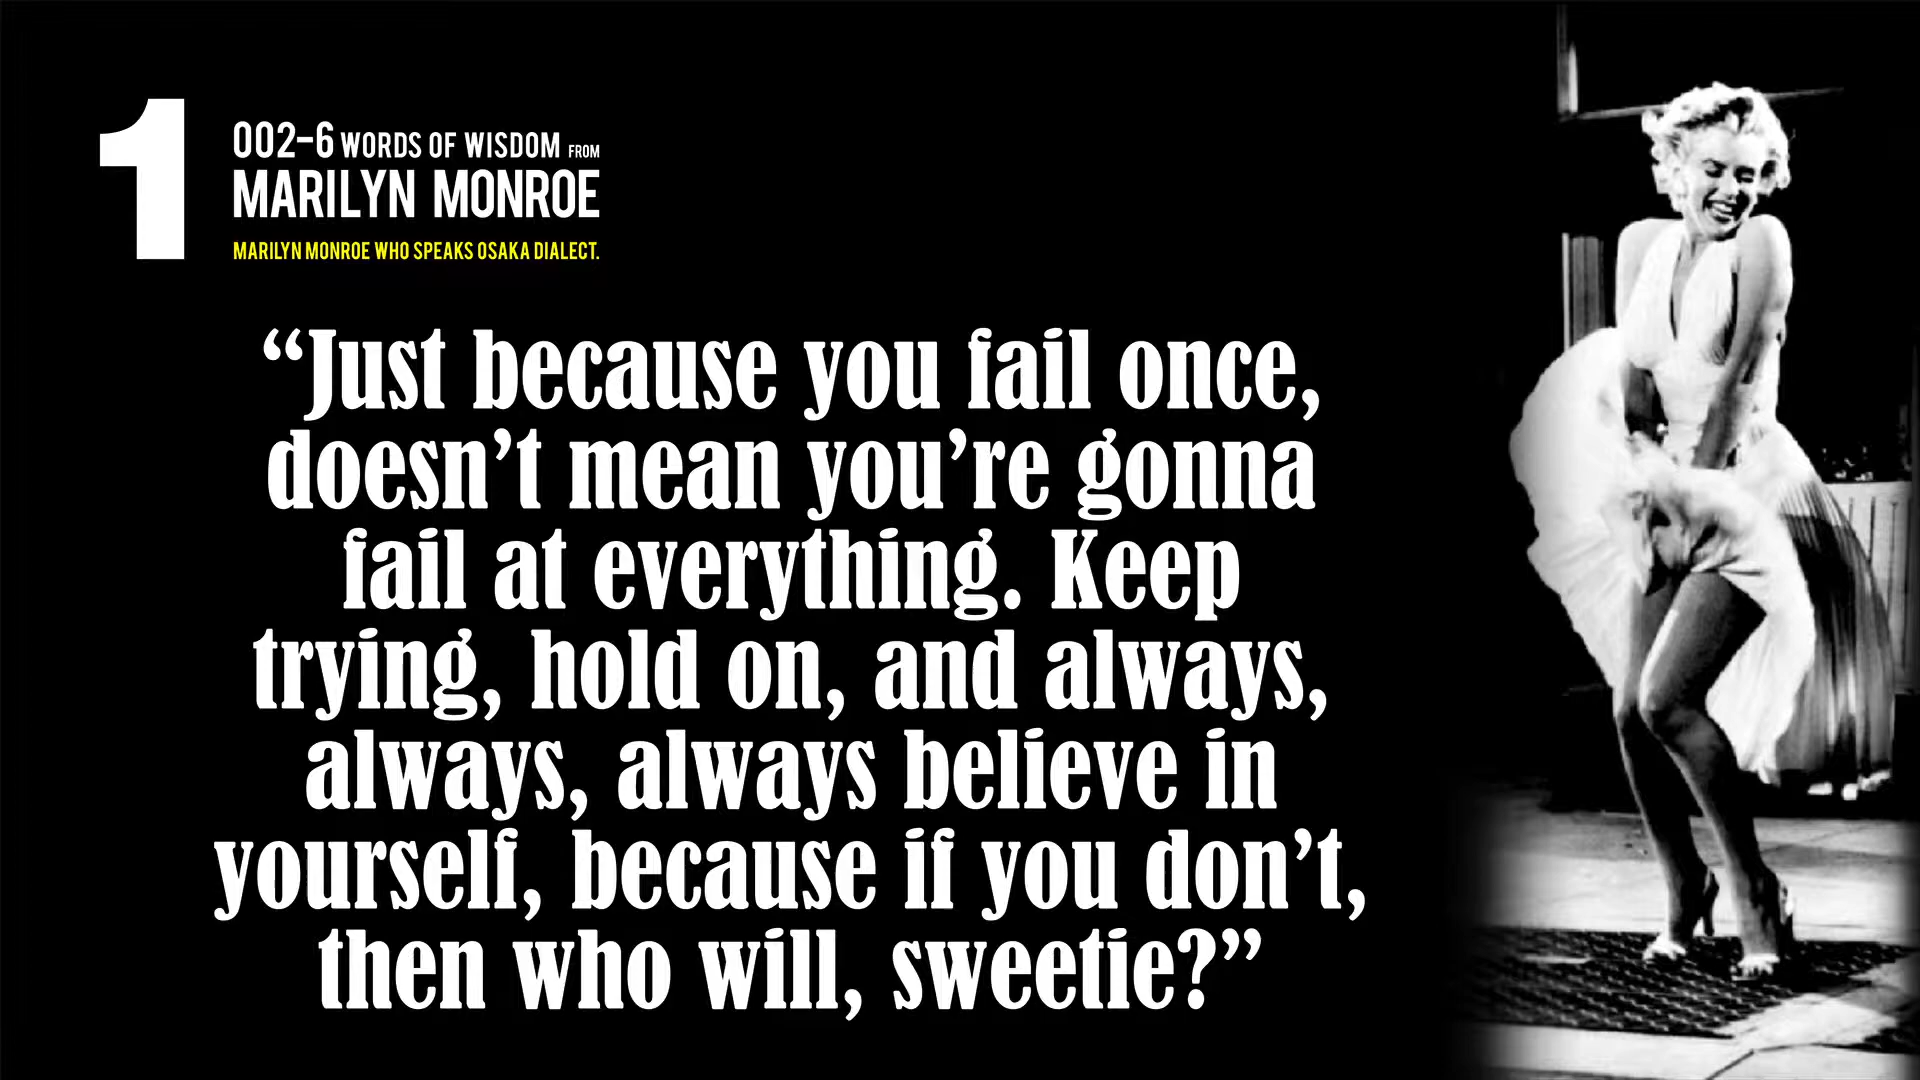 1
002-6 WORDS OF WISDOM FROM
MARILYN MONROE
MARILYN MONROE WHO SPEAKS OSAKA DIALECT.
“Just because you fail once,
doesn’t mean you’re gonna
fail at everything. Keep
trying, hold on, and always,
always, always believe in
yourself, because if you don’t,
then who will, sweetie?”